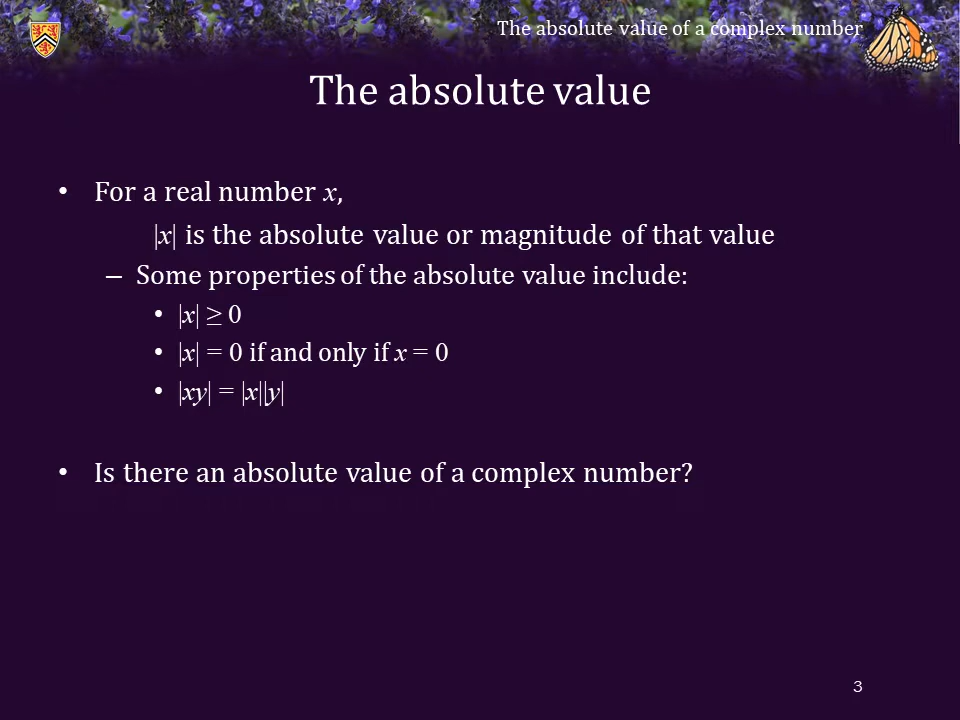 The absolute value of a complex number
The absolute value
• For a real number x,
|x| is the absolute value or magnitude of that value
– Some properties of the absolute value include:
• |x| ≥ 0
• |x| = 0 if and only if x = 0
• |xy| = |x||y|
• Is there an absolute value of a complex number?
3